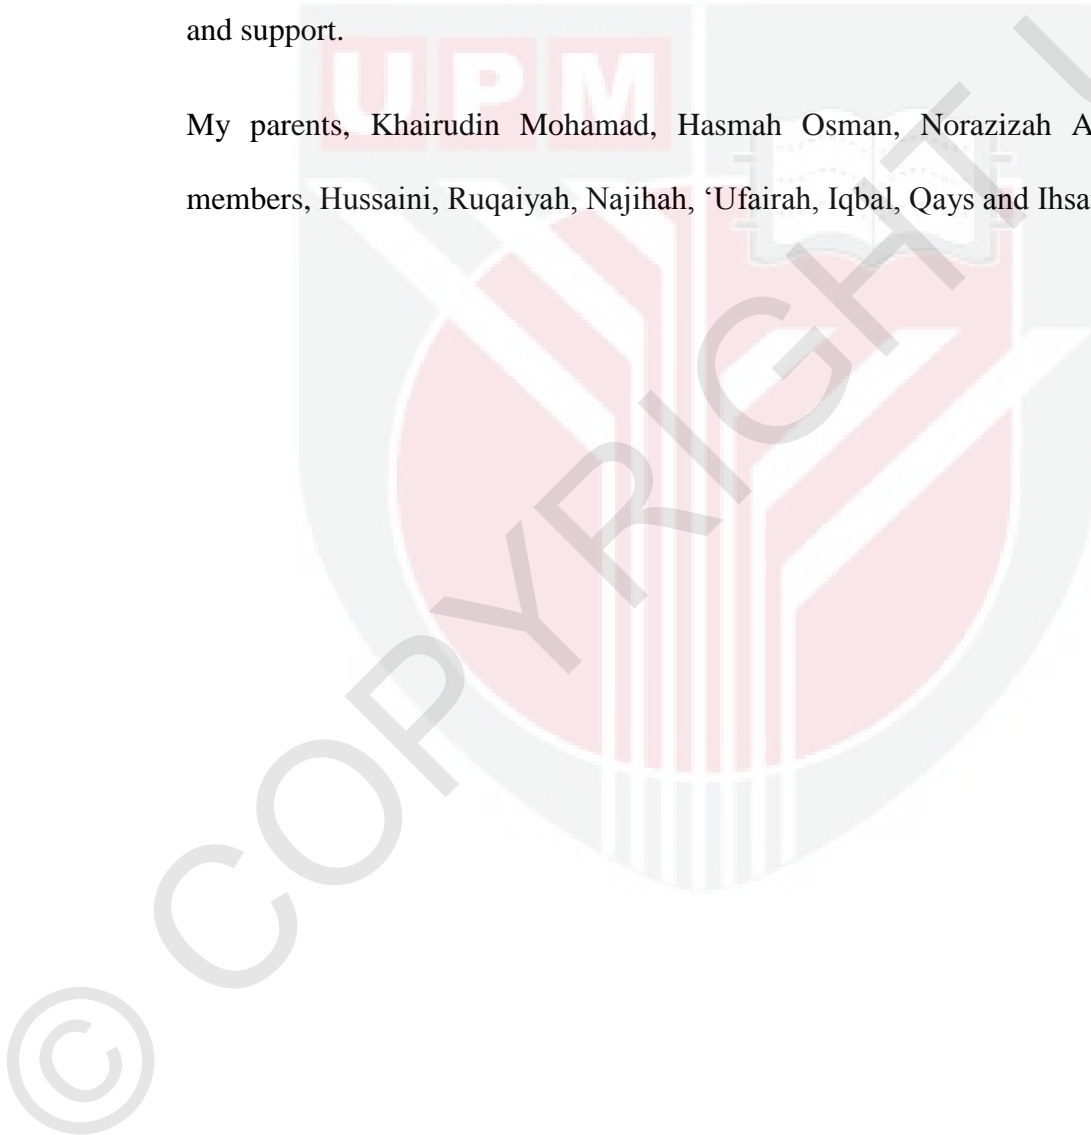 and support.
UPM
My parents, Khairudin Mohamad, Hasmah Osman, Norazizah
members, Hussaini, Ruqaiyah, Najihah, ‘Ufairah, Iqbal, Qays and
© COPYRIGHT